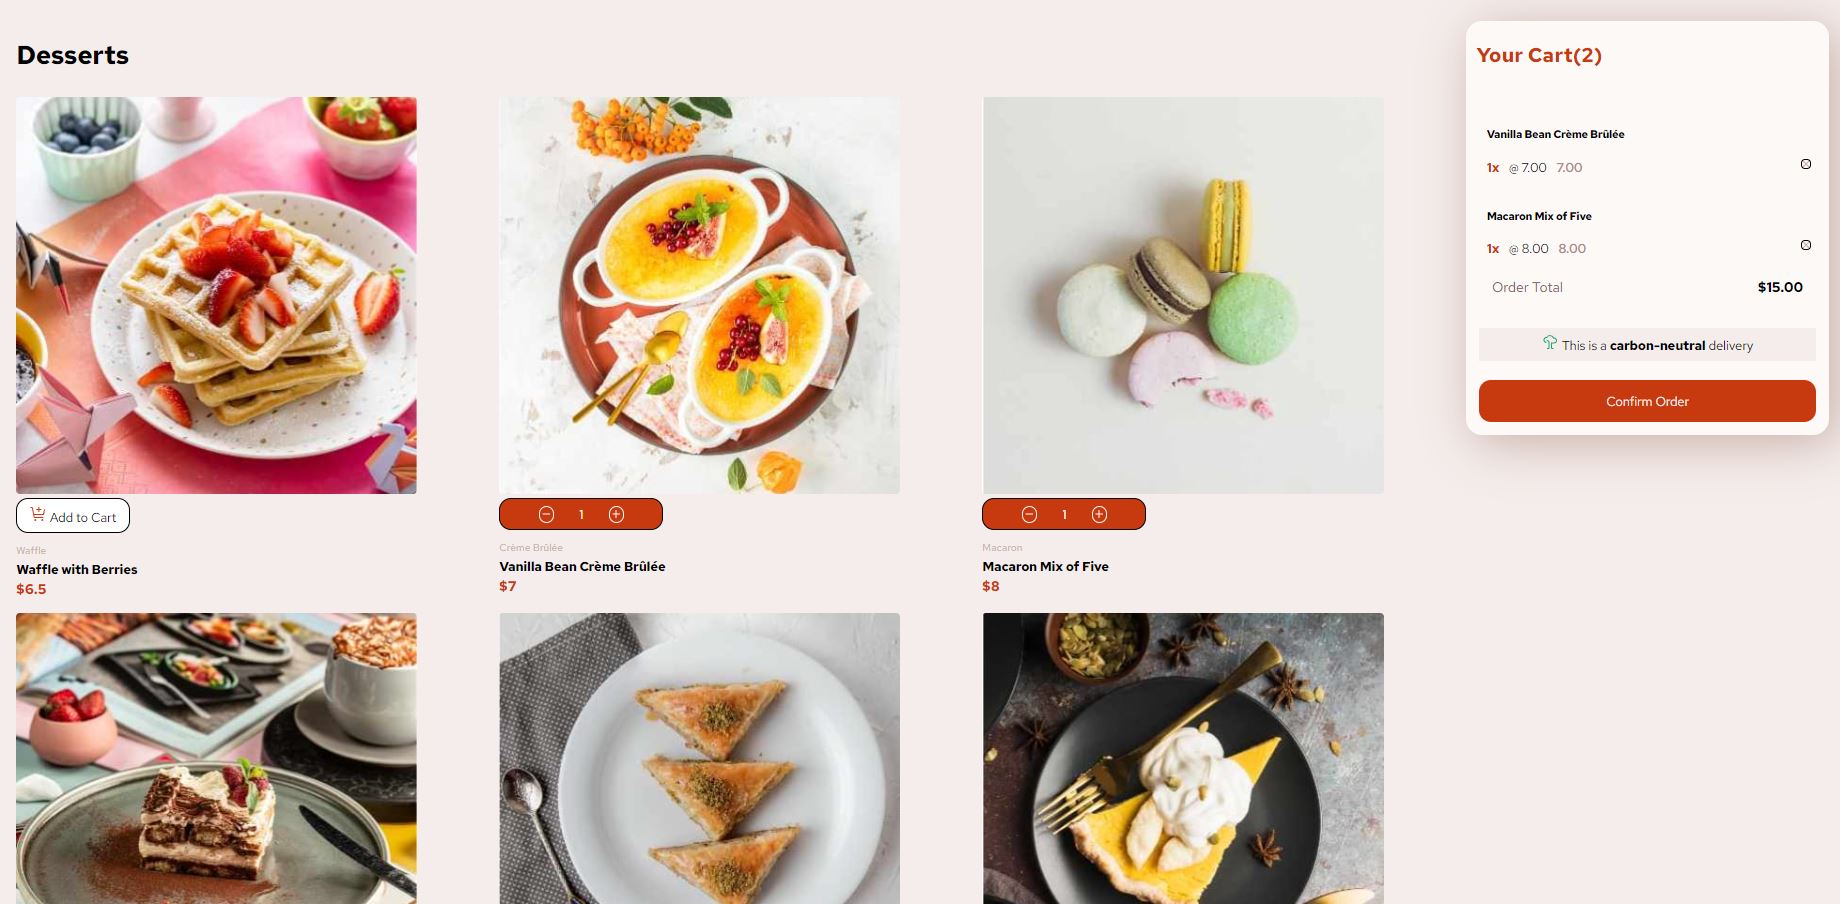 Desserts
Add to Cart
Waffle
Waffle with Berries
$6.5
1
Crème Brûlée
Vanilla Bean Crème Brûlée
$7
1
Macaron
Macaron Mix of Five
$8
Your Cart(2)
Vanilla Bean Crème Brûlée
1x @ 7.00 7.00
Macaron Mix of Five
1x @ 8.00 8.00
Order Total $15.00
This is a carbon-neutral delivery
Confirm Order